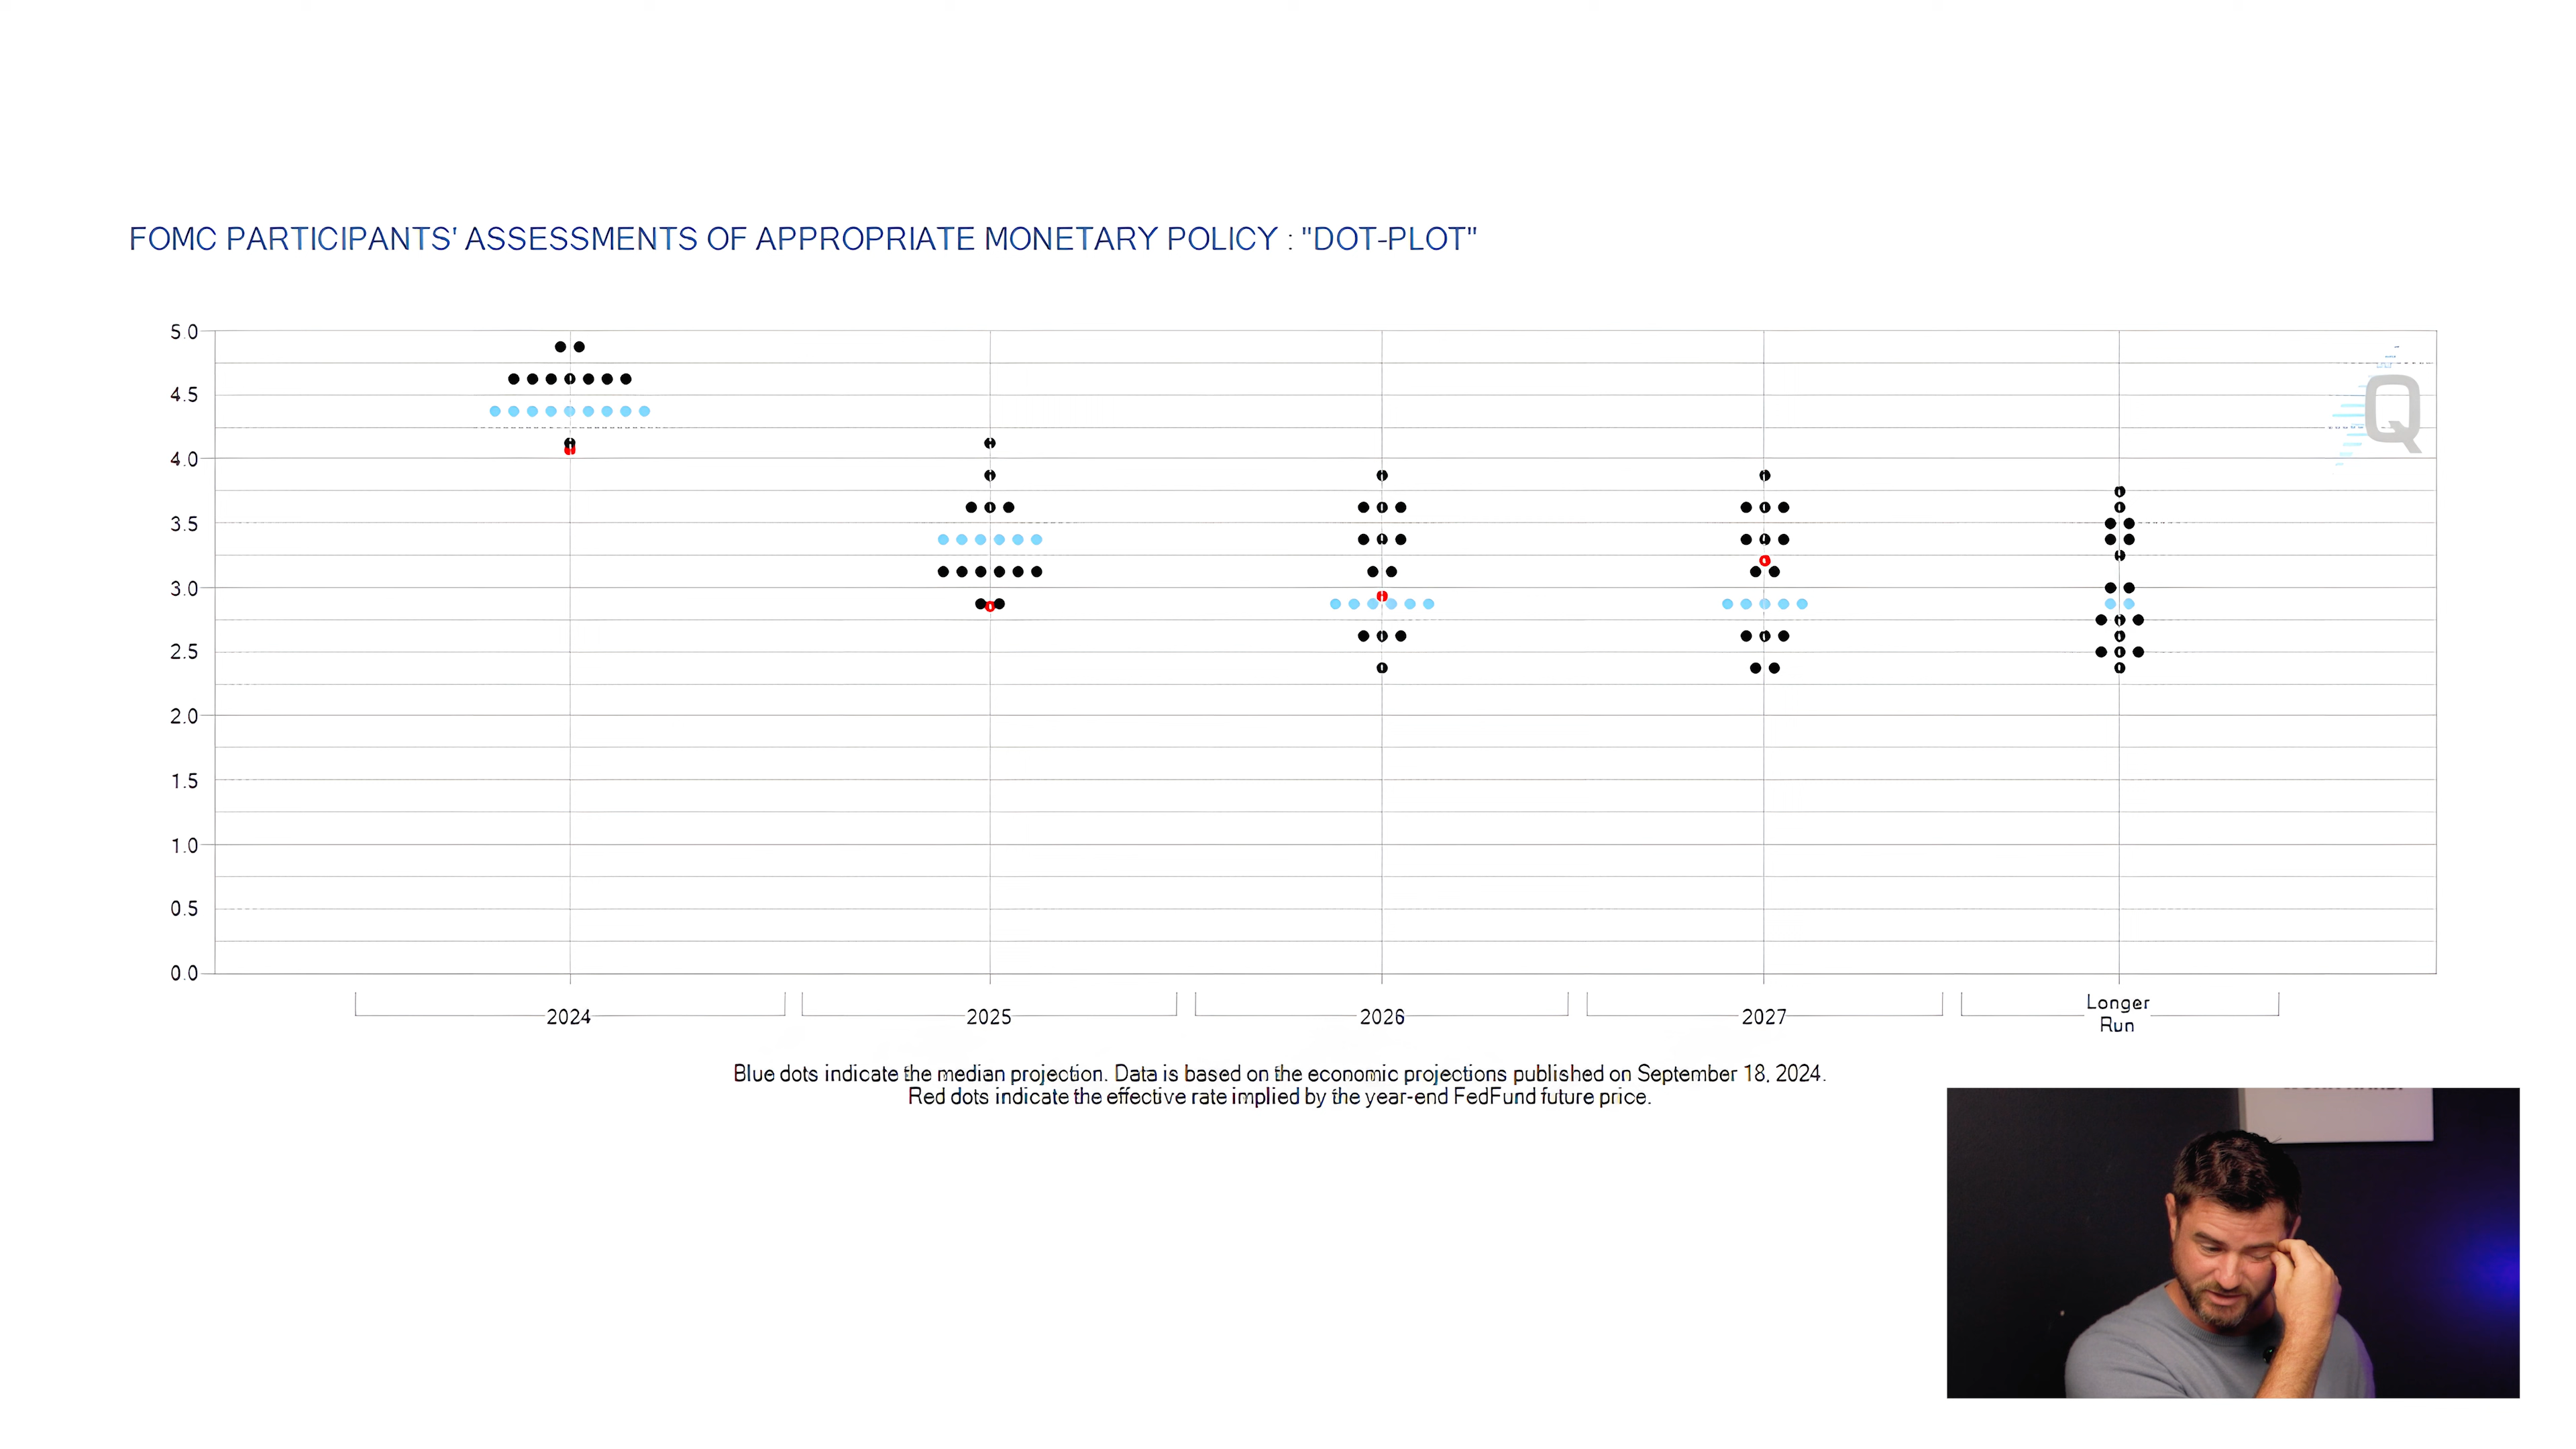 FOMC PARTICIPANTS' ASSESSMENTS OF APPROPRIATE MONETARY POLICY : "DOT-PLOT"
5.0
4.5
4.0
3.5
3.0
2.5
2.0
1.5
1.0
0.5
0.0
Q
2024
2025
2026
2027
Longer
Run
Blue dots indicate the median projection. Data is based on the economic projections published on September 18, 2024.
Red dots indicate the effective rate implied by the year-end FedFund future price.